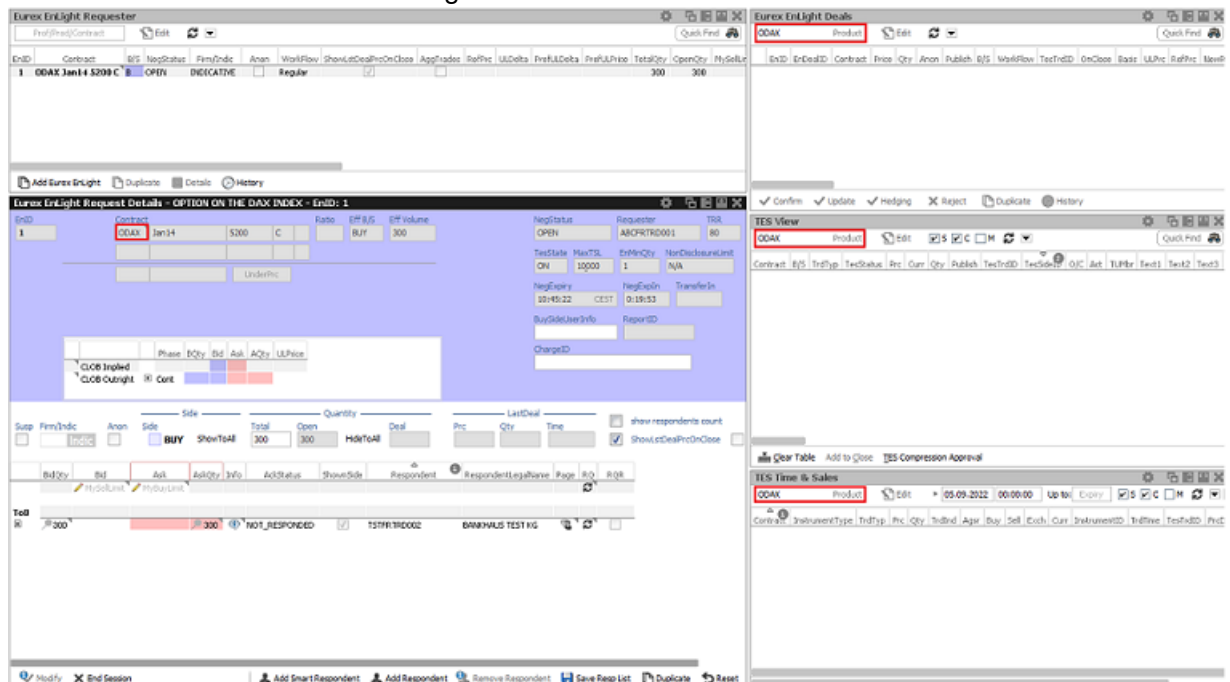 Eurex EnLight Requester
Prof/Pred/Contract Edit Quick Find
EnID Contract B/S NegStatus Firm/Indic Anon WorkFlow ShowLstDealPrcOnClose AggTrades RefPrc ULDelta PrefULDelta PrefULPrice TotalQty OpenQty MySellLir
1 ODAX Jan14 5200 C B OPEN INDICATIVE Regular 300 300
Add Eurex EnLight Duplicate Details History
Eurex EnLight Request Details - OPTION ON THE DAX INDEX - EnID: 1
EnID Contract Ratio Eff B/S Eff Volume NegStatus Requester TRR
1 ODAX Jan14 5200 C BUY 300 OPEN ABCFRTRD001 80
TesState MaxTSL EnMinQty NonDisclosureLimit
UnderPrc ON 10000 1 N/A
NegExpiry NegExpIn TransferIn
10:45:22 CEST 0:19:53
BuySideUserInfo ReportID
Phase BQty Bid Ask AQty ULPrice ChargeID
CLOB Implied
CLOB Outright Cont
Side Quantity LastDeal
Susp Firm/Indic Anon Side Total Open Deal Prc Qty Time show respondents count
Indic BUY ShowToAll 300 300 HideToAll ShowLstDealPrcOnClose
BidQty Bid Ask AskQty Info AckStatus ShownSide Respondent 1 RespondentLegalName Page RQ RQR
MySellLimit MyBuyLimit
ToB
300 300 NOT_RESPONDED TSTFRTRD002 BANKHAUS TEST KG
Modify End Session Add Smart Respondent Add Respondent Remove Respondent Save Resp List Duplicate Reset
Eurex EnLight Deals
ODAX Product Edit Quick Find
EnID EnDealID Contract Price Qty Anon Publish B/S WorkFlow TesTrdID OnClose Basis ULPrc RefPrc
Confirm Update Hedging Reject Duplicate History
TES View
ODAX Product Edit S C M Quick Find
Contract B/S TrdTyp TesStatus Prc Curr Qty Publish TesTrdID TesSideID O/C Act TUMbr Text1 Text2 Text3
Clear Table Add to Close TES Compression Approval
TES Time & Sales
ODAX Product Edit 05-09-2022 00:00:00 Up to: Expiry S C M
Contract InstrumentType TrdTyp Prc Qty TrdInd Agsr Buy Sell Exch Curr InstrumentID TrdTime TesTrdID